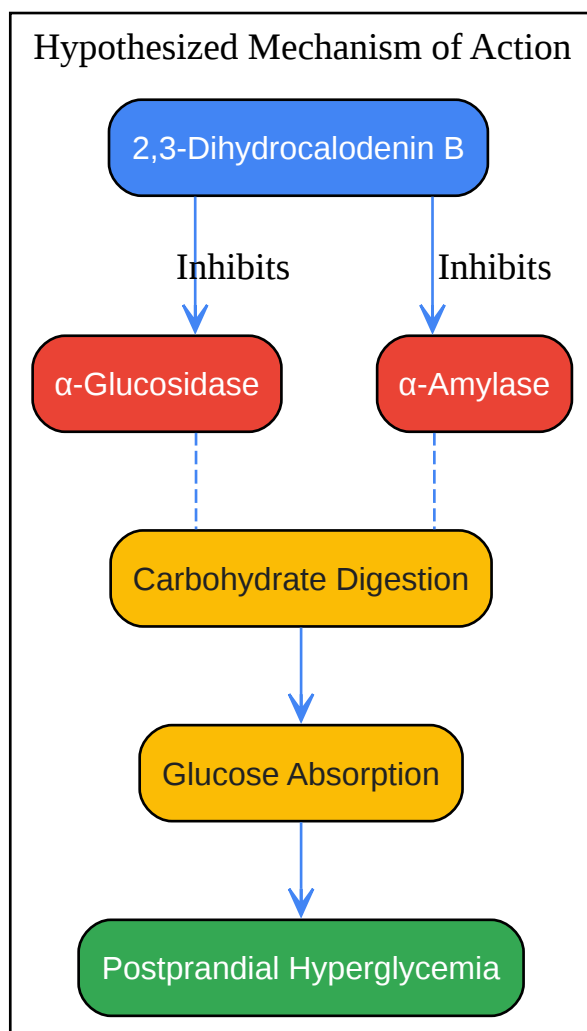 Hypothesized Mechanism of Action
2,3-Dihydrocalodenin B
Inhibits
Inhibits
α-Glucosidase
α-Amylase
Carbohydrate Digestion
Glucose Absorption
Postprandial Hyperglycemia